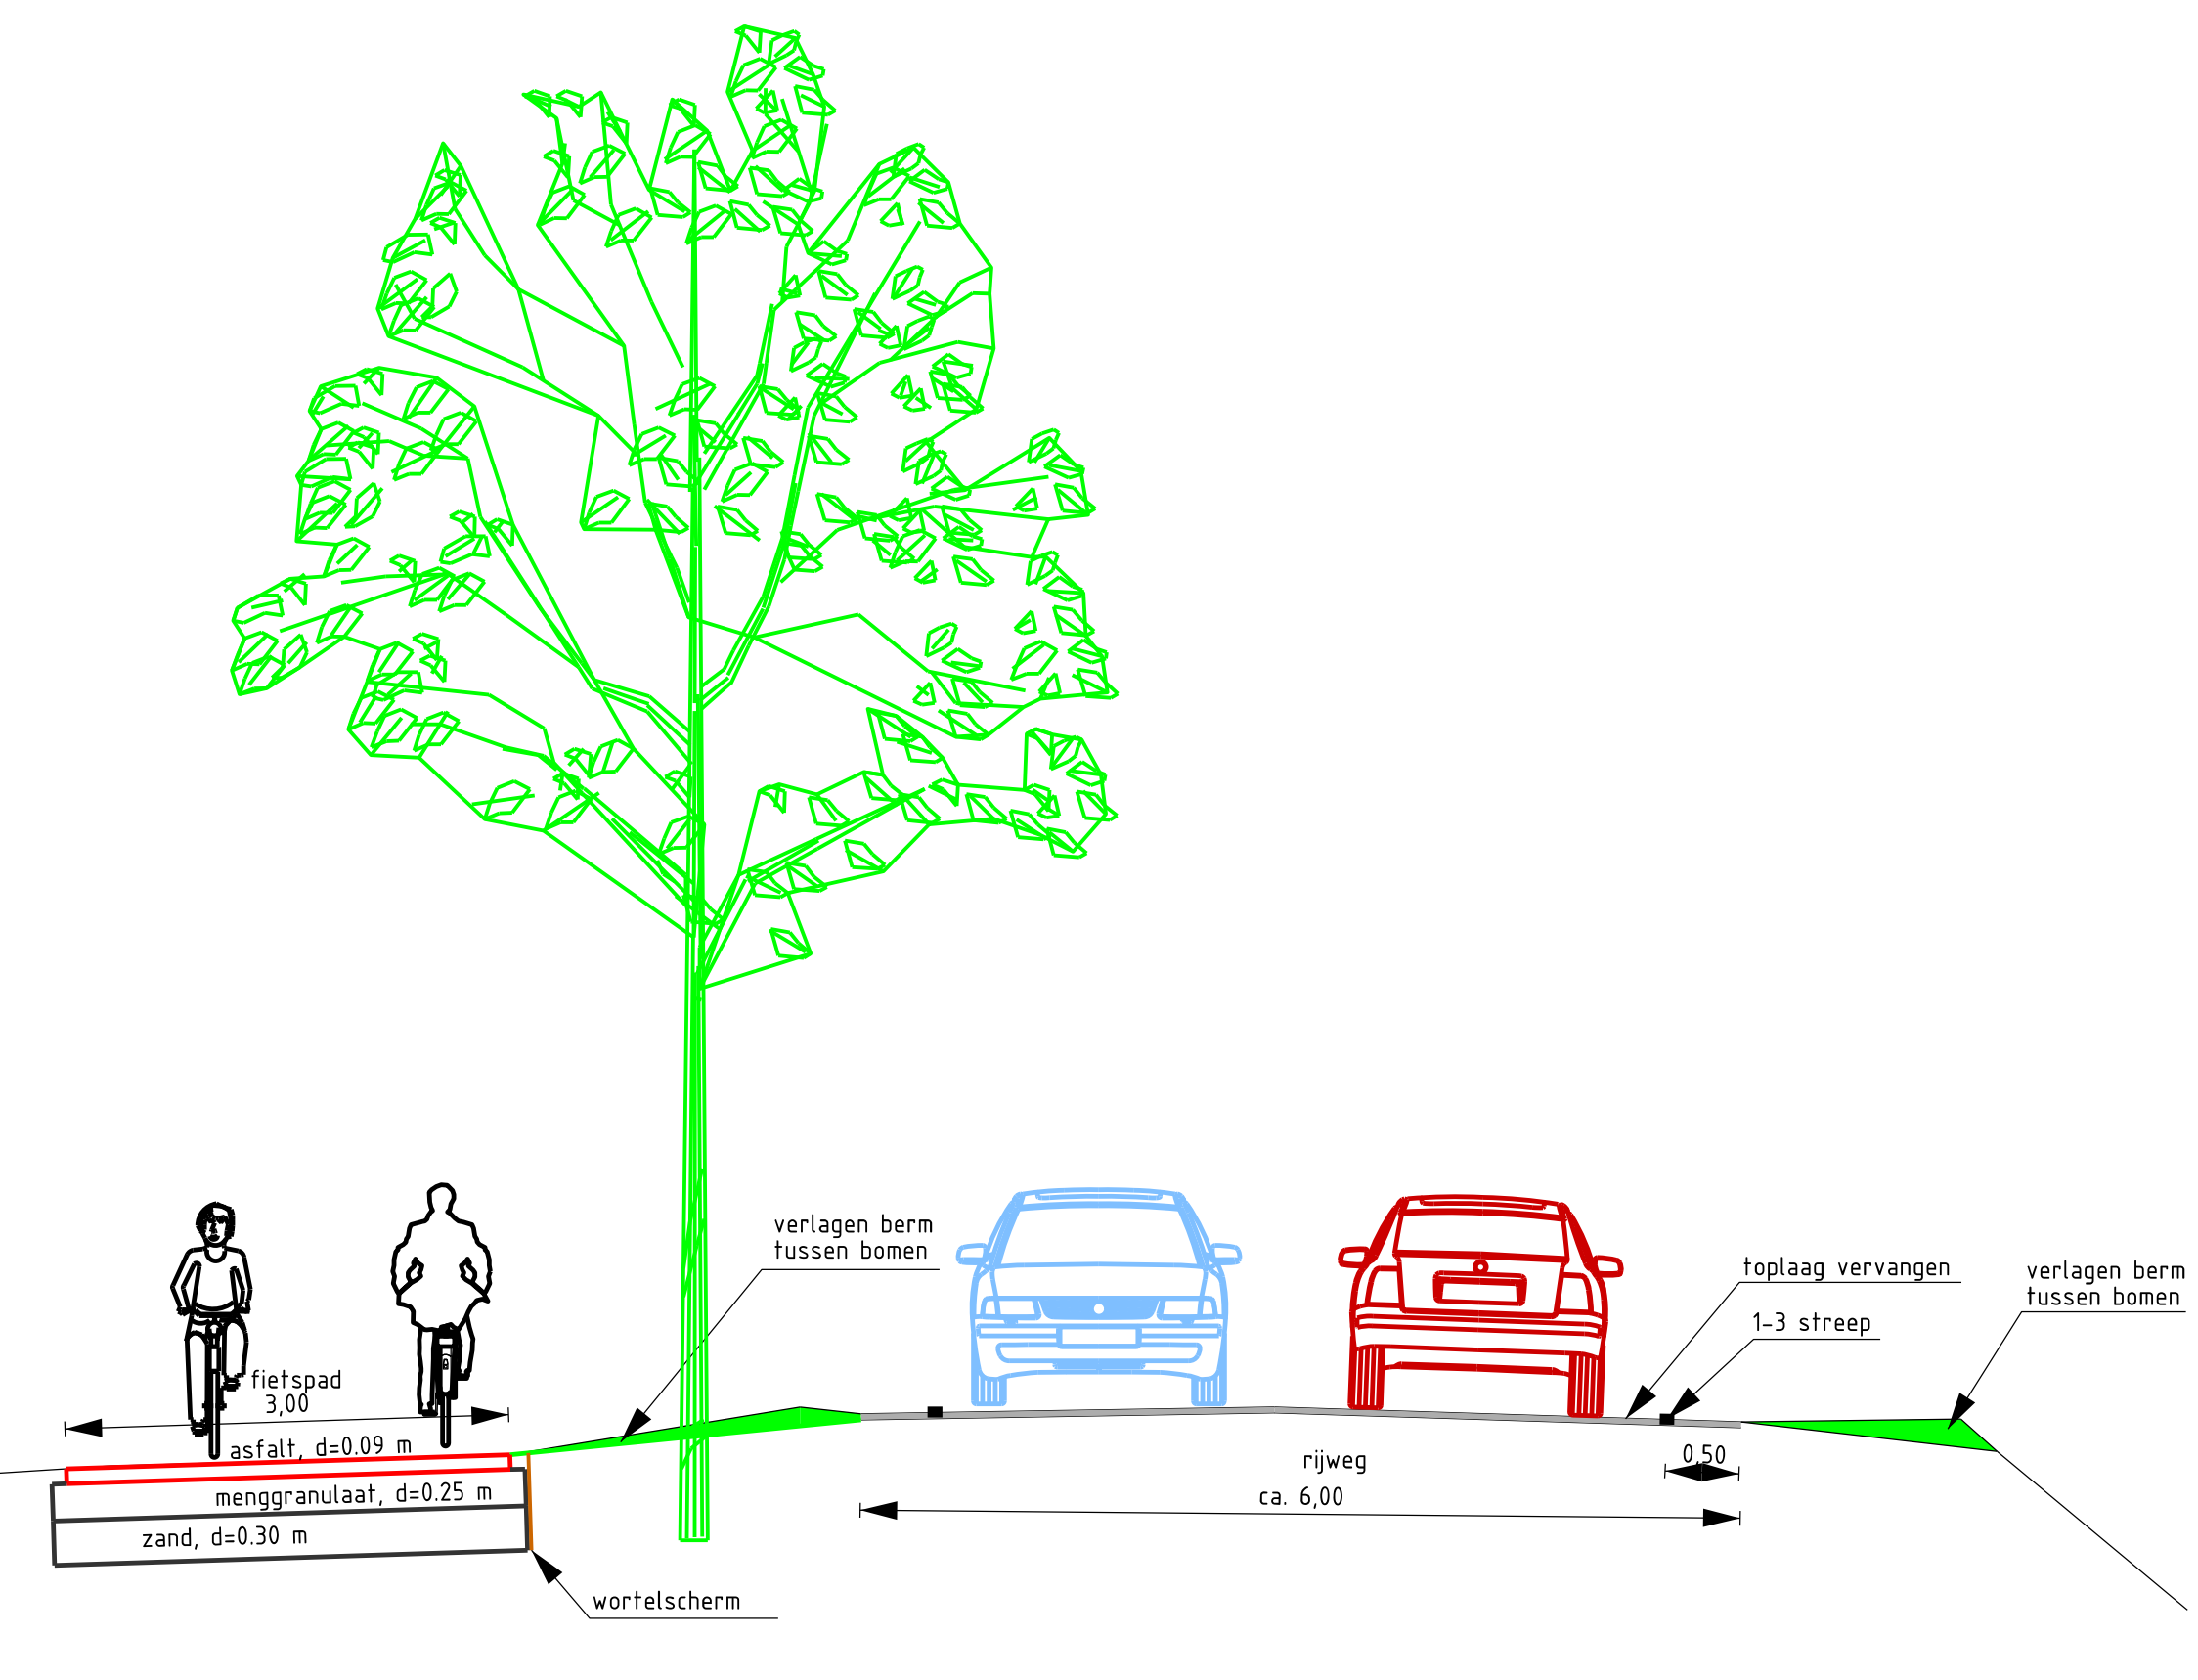 verlagen berm
tussen bomen
toplaag vervangen
1-3 streep
verlagen berm
tussen bomen
fietspad
3,00
asfalt, d=0.09 m
menggranulaat, d=0.25 m
zand, d=0.30 m
wortelscherm
rijweg
ca. 6,00
0,50